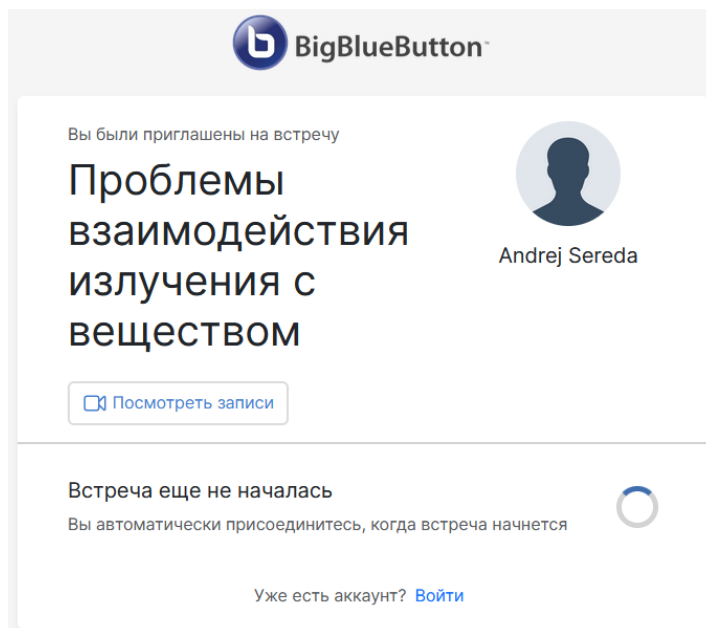 BigBlueButton™
Вы были приглашены на встречу
Проблемы
взаимодействия
излучения с
веществом
Andrej Sereda
Посмотреть записи
Встреча еще не началась
Вы автоматически присоединитесь, когда встреча начнется
Уже есть аккаунт? Войти